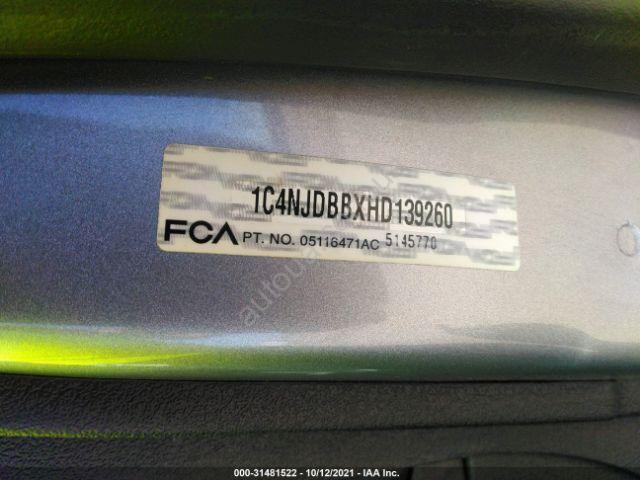 1C4NJDBBXHD139260
FCA PT. NO. 05116471AC 5145770
000-31481522 - 10/12/2021 - IAA Inc.